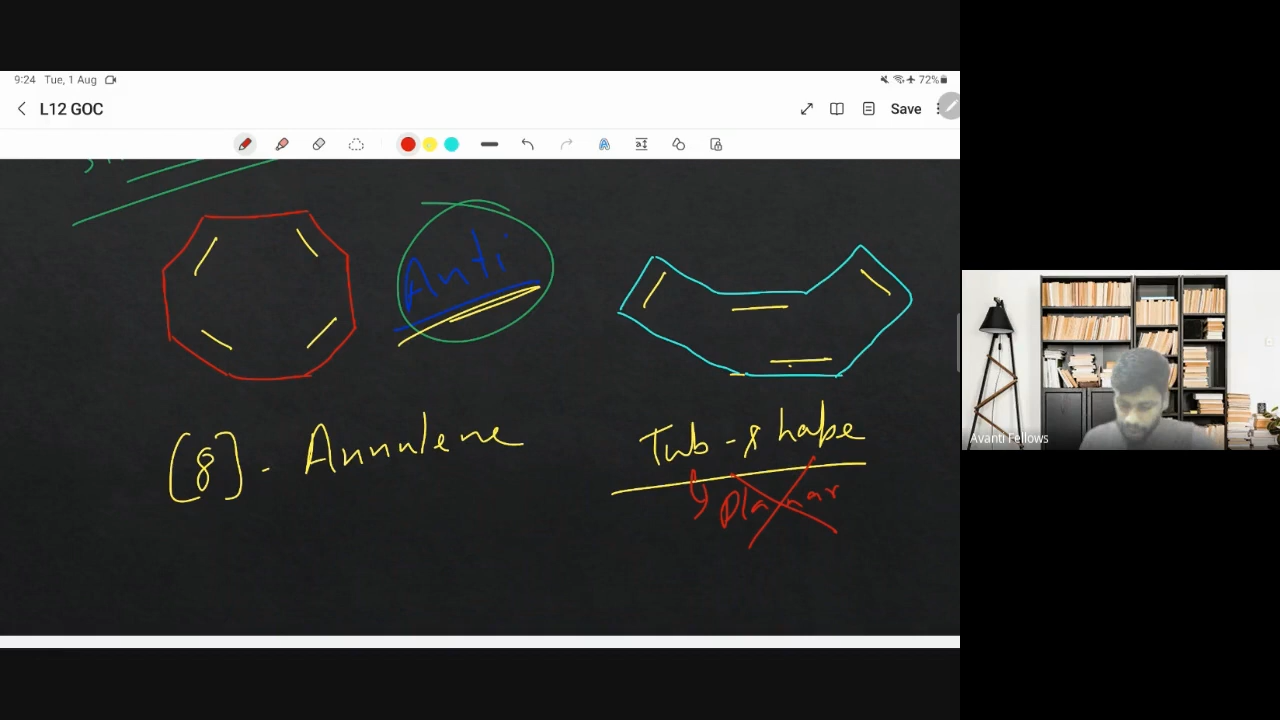 9:24 Tue, 1 Aug 72%
L12 GOC Save
Anti
[8] - Annulene
Tub - shape
Planar
Avanti Fellows